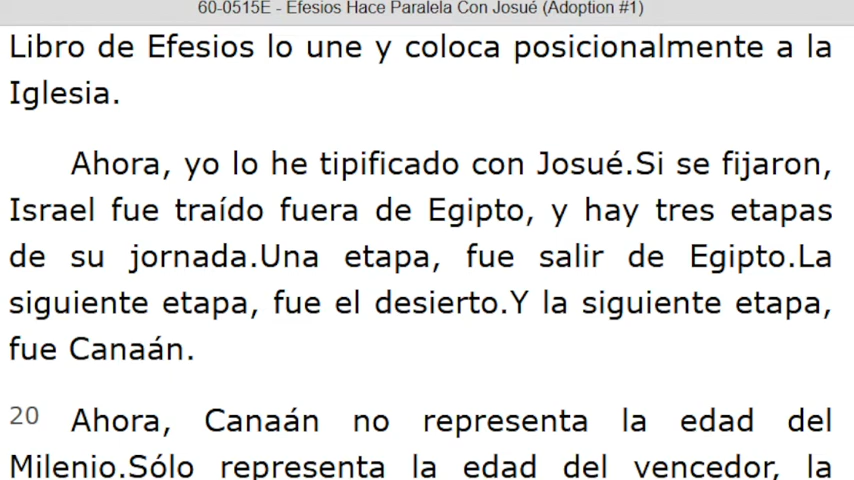 60-0515E - Efesios Hace Paralela Con Josué (Adoption #1)
Libro de Efesios lo une y coloca posicionalmente a la
Iglesia.
Ahora, yo lo he tipificado con Josué.Si se fijaron,
Israel fue traído fuera de Egipto, y hay tres etapas
de su jornada.Una etapa, fue salir de Egipto.La
siguiente etapa, fue el desierto.Y la siguiente etapa,
fue Canaán.
20 Ahora, Canaán no representa la edad del
Milenio.Sólo representa la edad del vencedor, la